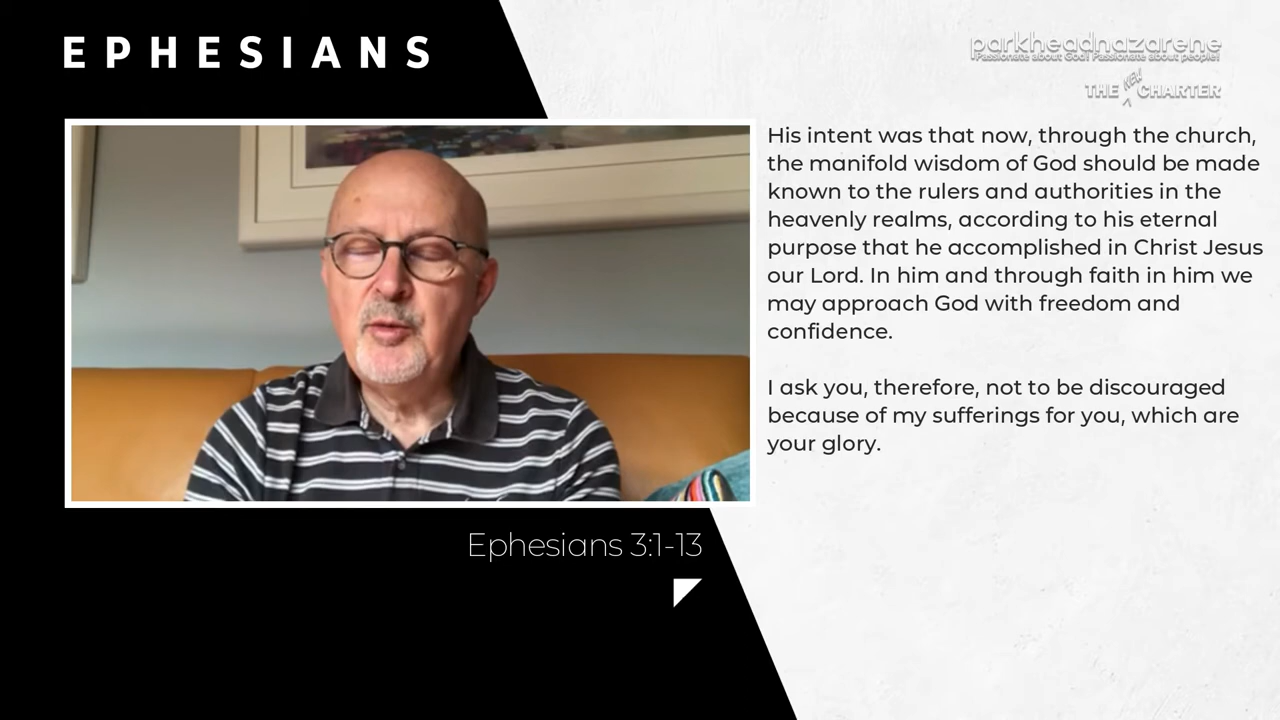 EPHESIANS
parkheadnazarene
Passionate about God! Passionate about people!
THE NEW CHARTER
His intent was that now, through the church,
the manifold wisdom of God should be made
known to the rulers and authorities in the
heavenly realms, according to his eternal
purpose that he accomplished in Christ Jesus
our Lord. In him and through faith in him we
may approach God with freedom and
confidence.
I ask you, therefore, not to be discouraged
because of my sufferings for you, which are
your glory.
Ephesians 3:1-13